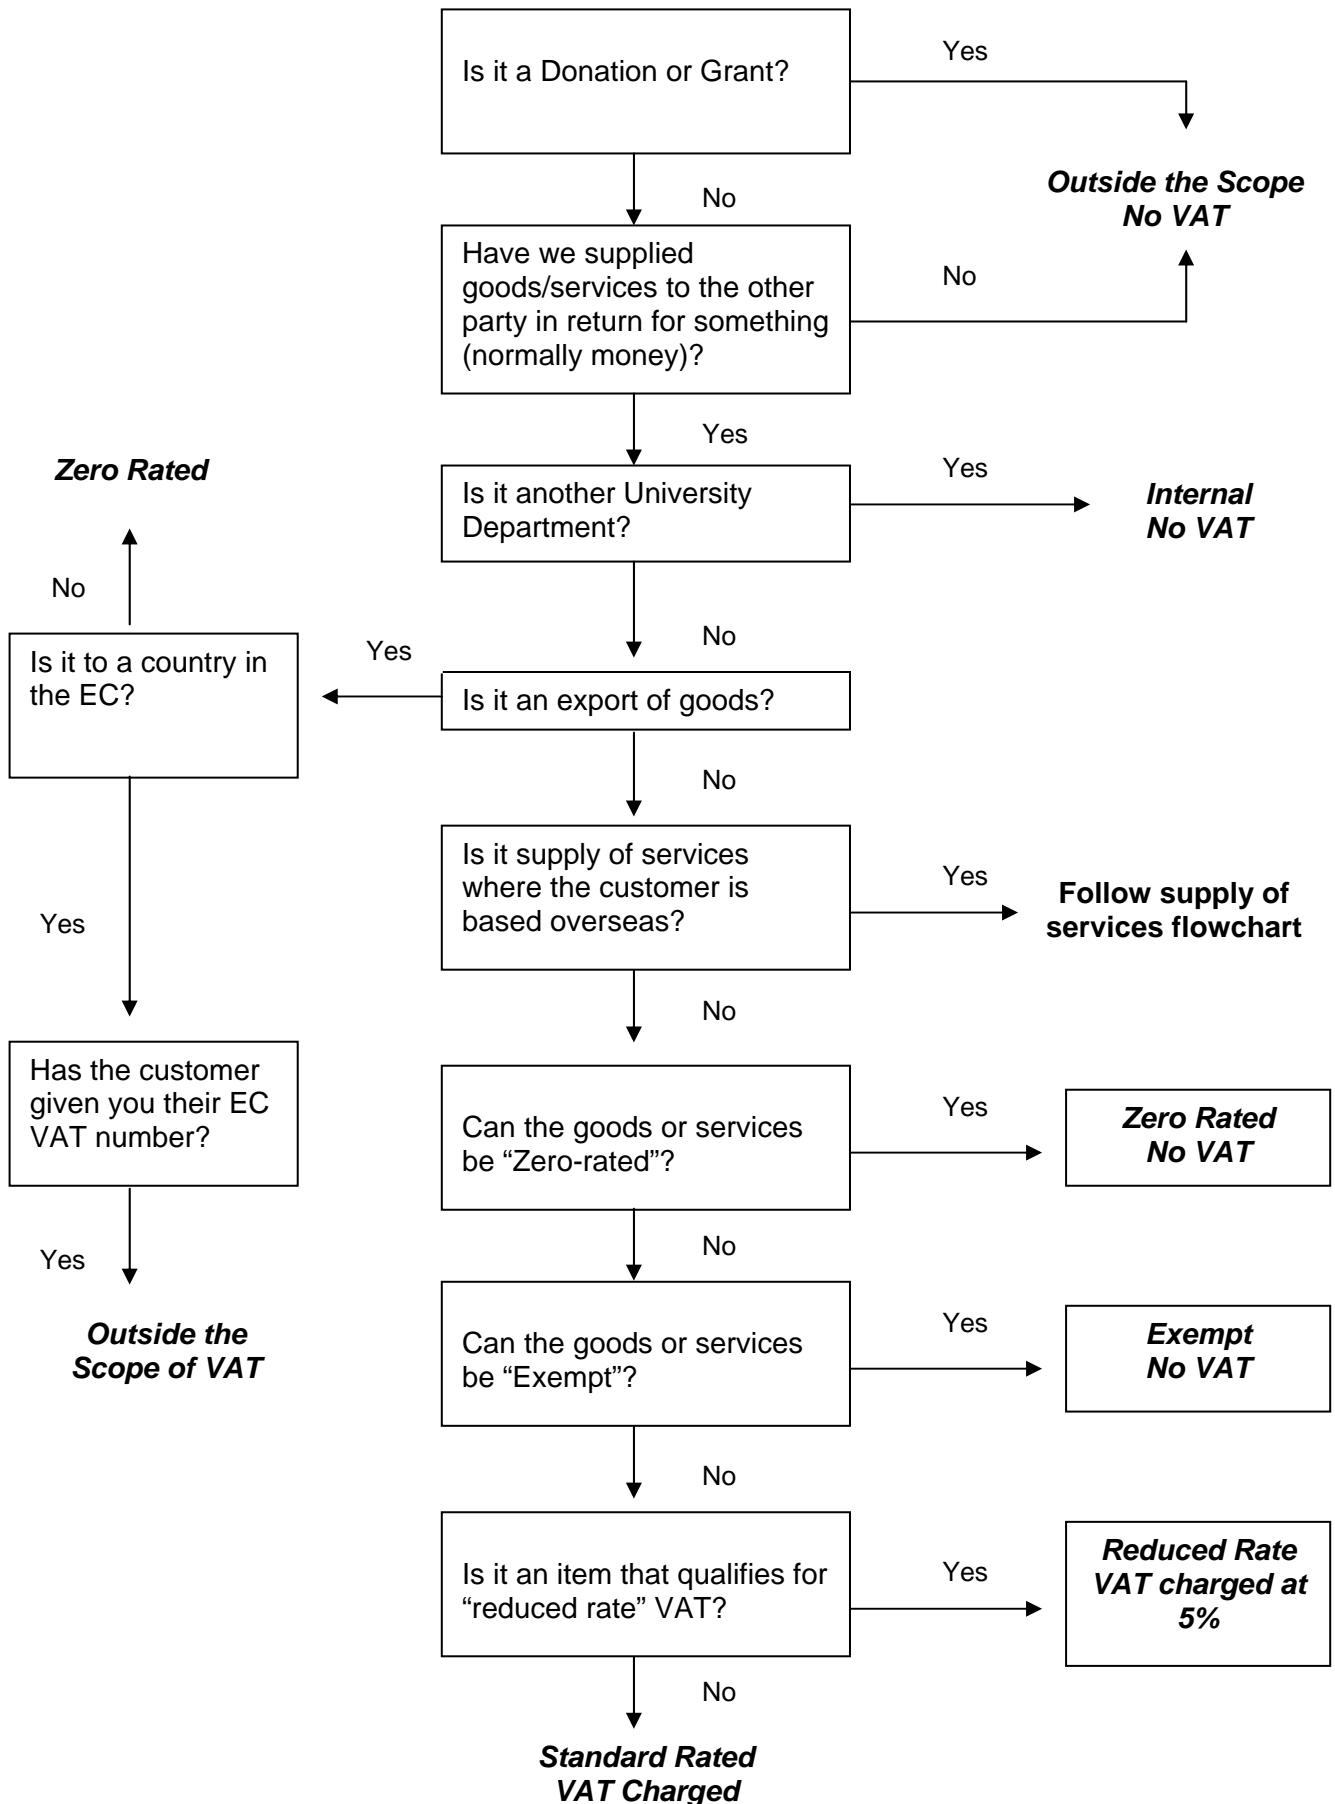 Is it a Donation or Grant?
Yes
Outside the Scope
No VAT
No
Have we supplied
goods/services to the other
party in return for something
(normally money)?
No
Yes
Zero Rated
Is it another University
Department?
Yes
Internal
No VAT
No
No
Is it to a country in
the EC?
Yes
Is it an export of goods?
No
Is it supply of services
where the customer is
based overseas?
Yes
Follow supply of
services flowchart
Yes
No
Has the customer
given you their EC
VAT number?
Can the goods or services
be “Zero-rated”?
Yes
Zero Rated
No VAT
No
Yes
Outside the
Scope of VAT
Can the goods or services
be “Exempt”?
Yes
Exempt
No VAT
No
Is it an item that qualifies for
“reduced rate” VAT?
Yes
Reduced Rate
VAT charged at
5%
No
Standard Rated
VAT Charged